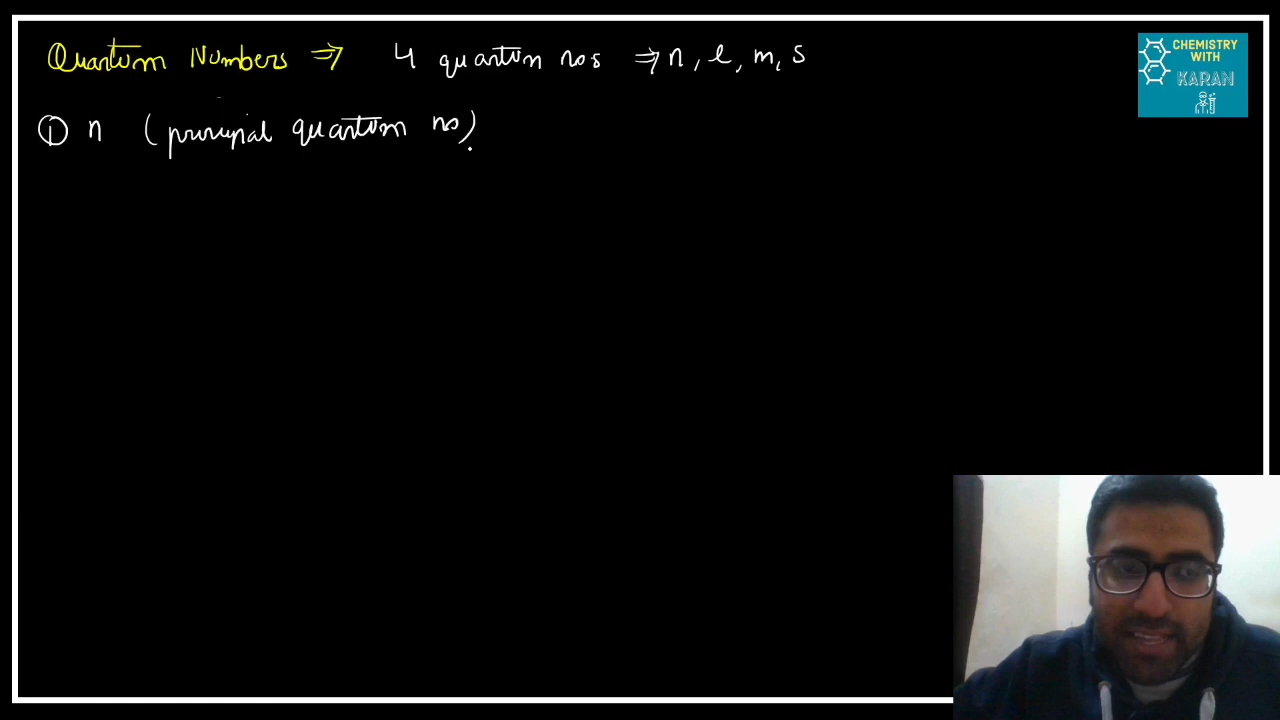 Quantum Numbers ⇒ 4 quantum nos ⇒ n, l, m, s
① n (principal quantum no)
CHEMISTRY
WITH
KARAN